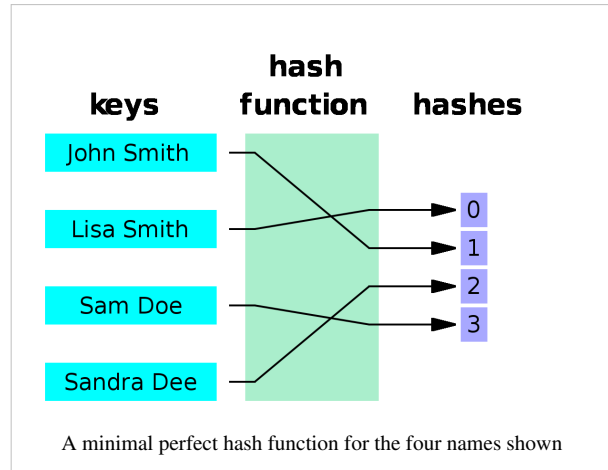 keys
hash
function
hashes
John Smith
Lisa Smith
Sam Doe
Sandra Dee
0
1
2
3
A minimal perfect hash function for the four names shown